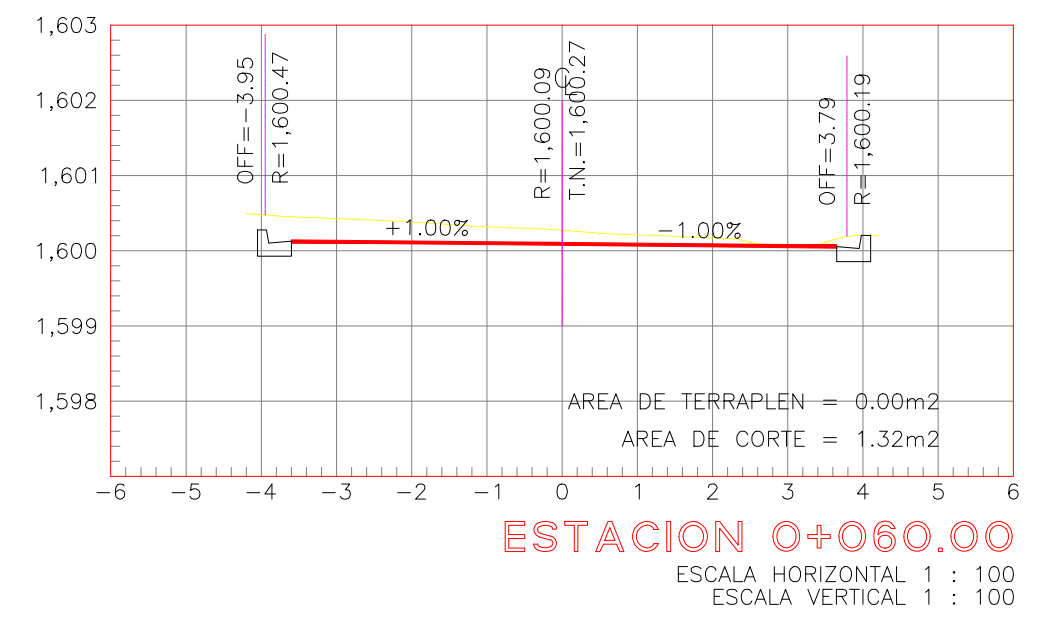 1,603
1,602
1,601
1,600
1,599
1,598
OFF=-3.95
R=1,600.47
R=1,600.09
T.N.=1,600.27
OFF=3.79
R=1,600.19
+1.00%
-1.00%
AREA DE TERRAPLEN = 0.00m2
AREA DE CORTE = 1.32m2
-6 -5 -4 -3 -2 -1 0 1 2 3 4 5 6
ESTACION 0+060.00
ESCALA HORIZONTAL 1 : 100
ESCALA VERTICAL 1 : 100